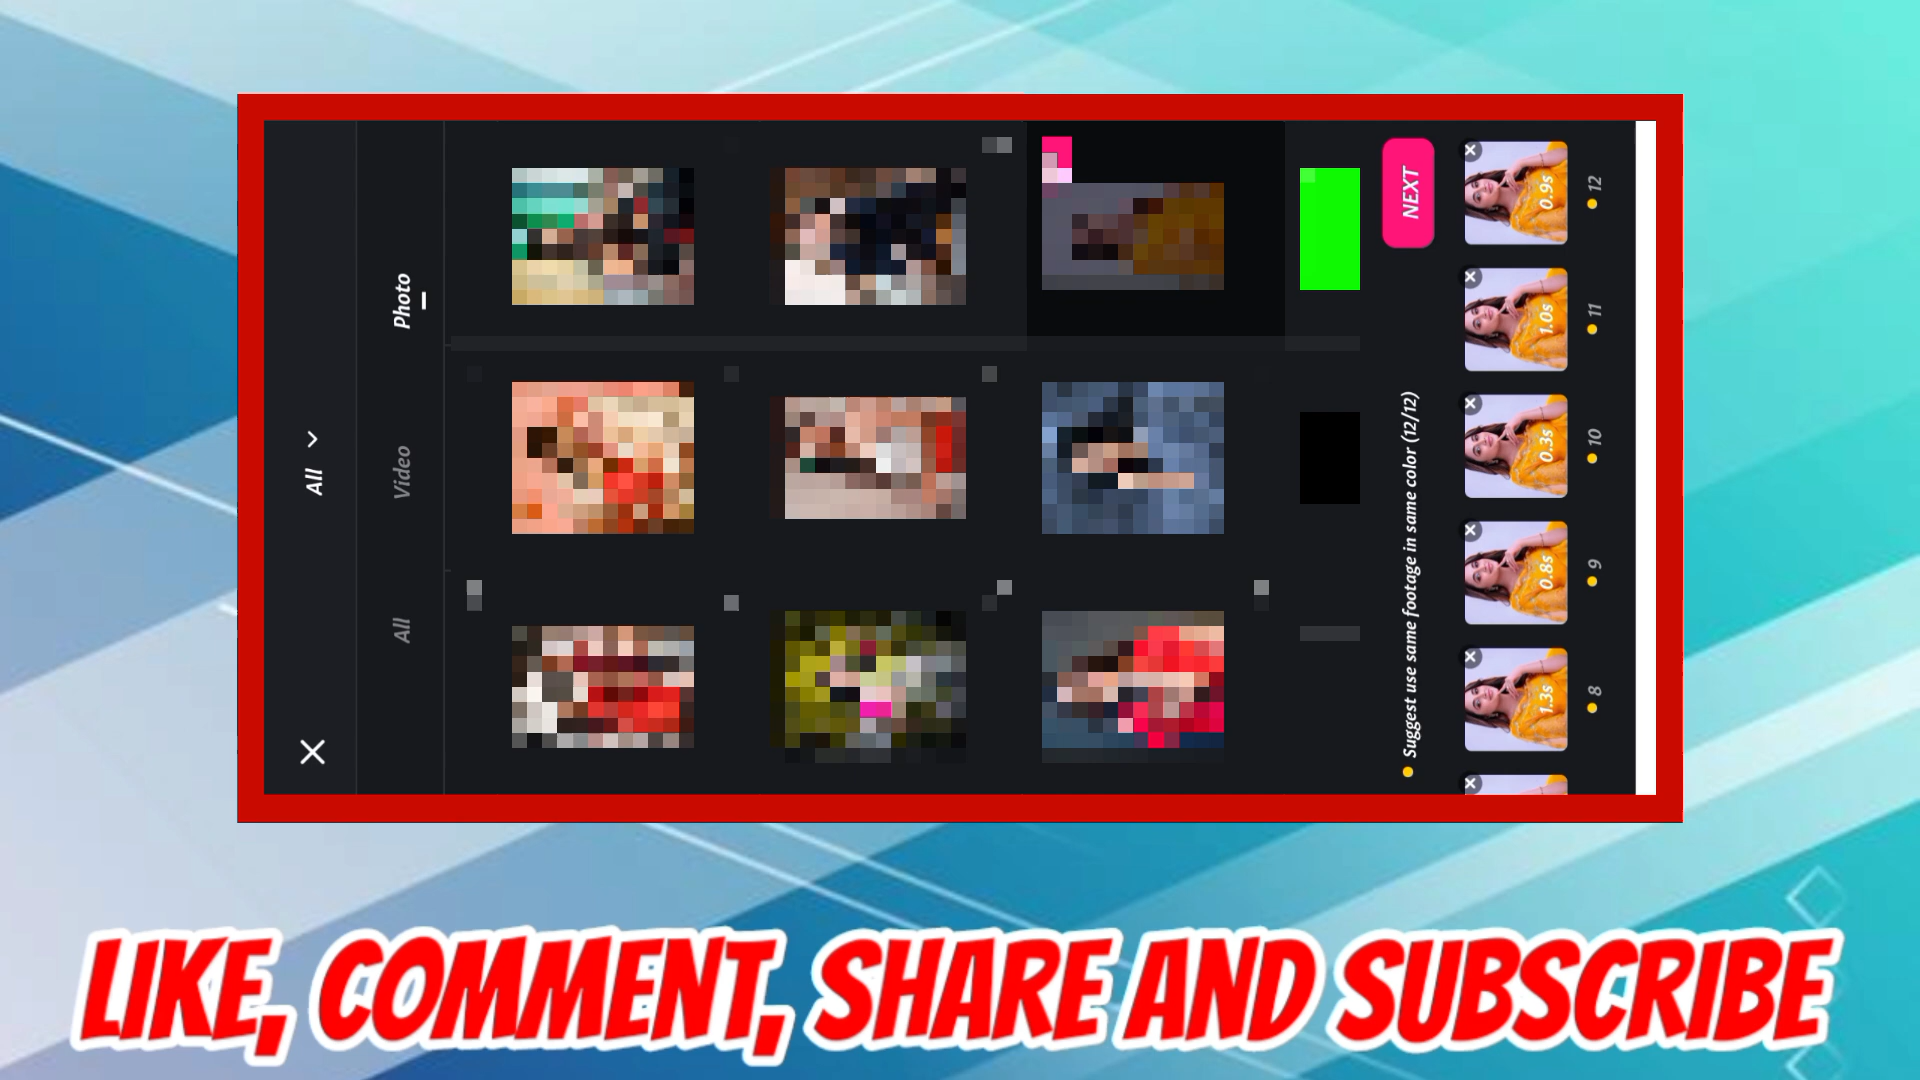 All
All
Video
Photo
Suggest use same footage in same color (12/12)
NEXT
1.3s
0.8s
0.3s
1.0s
0.9s
8
9
10
11
12
LIKE, COMMENT, SHARE AND SUBSCRIBE